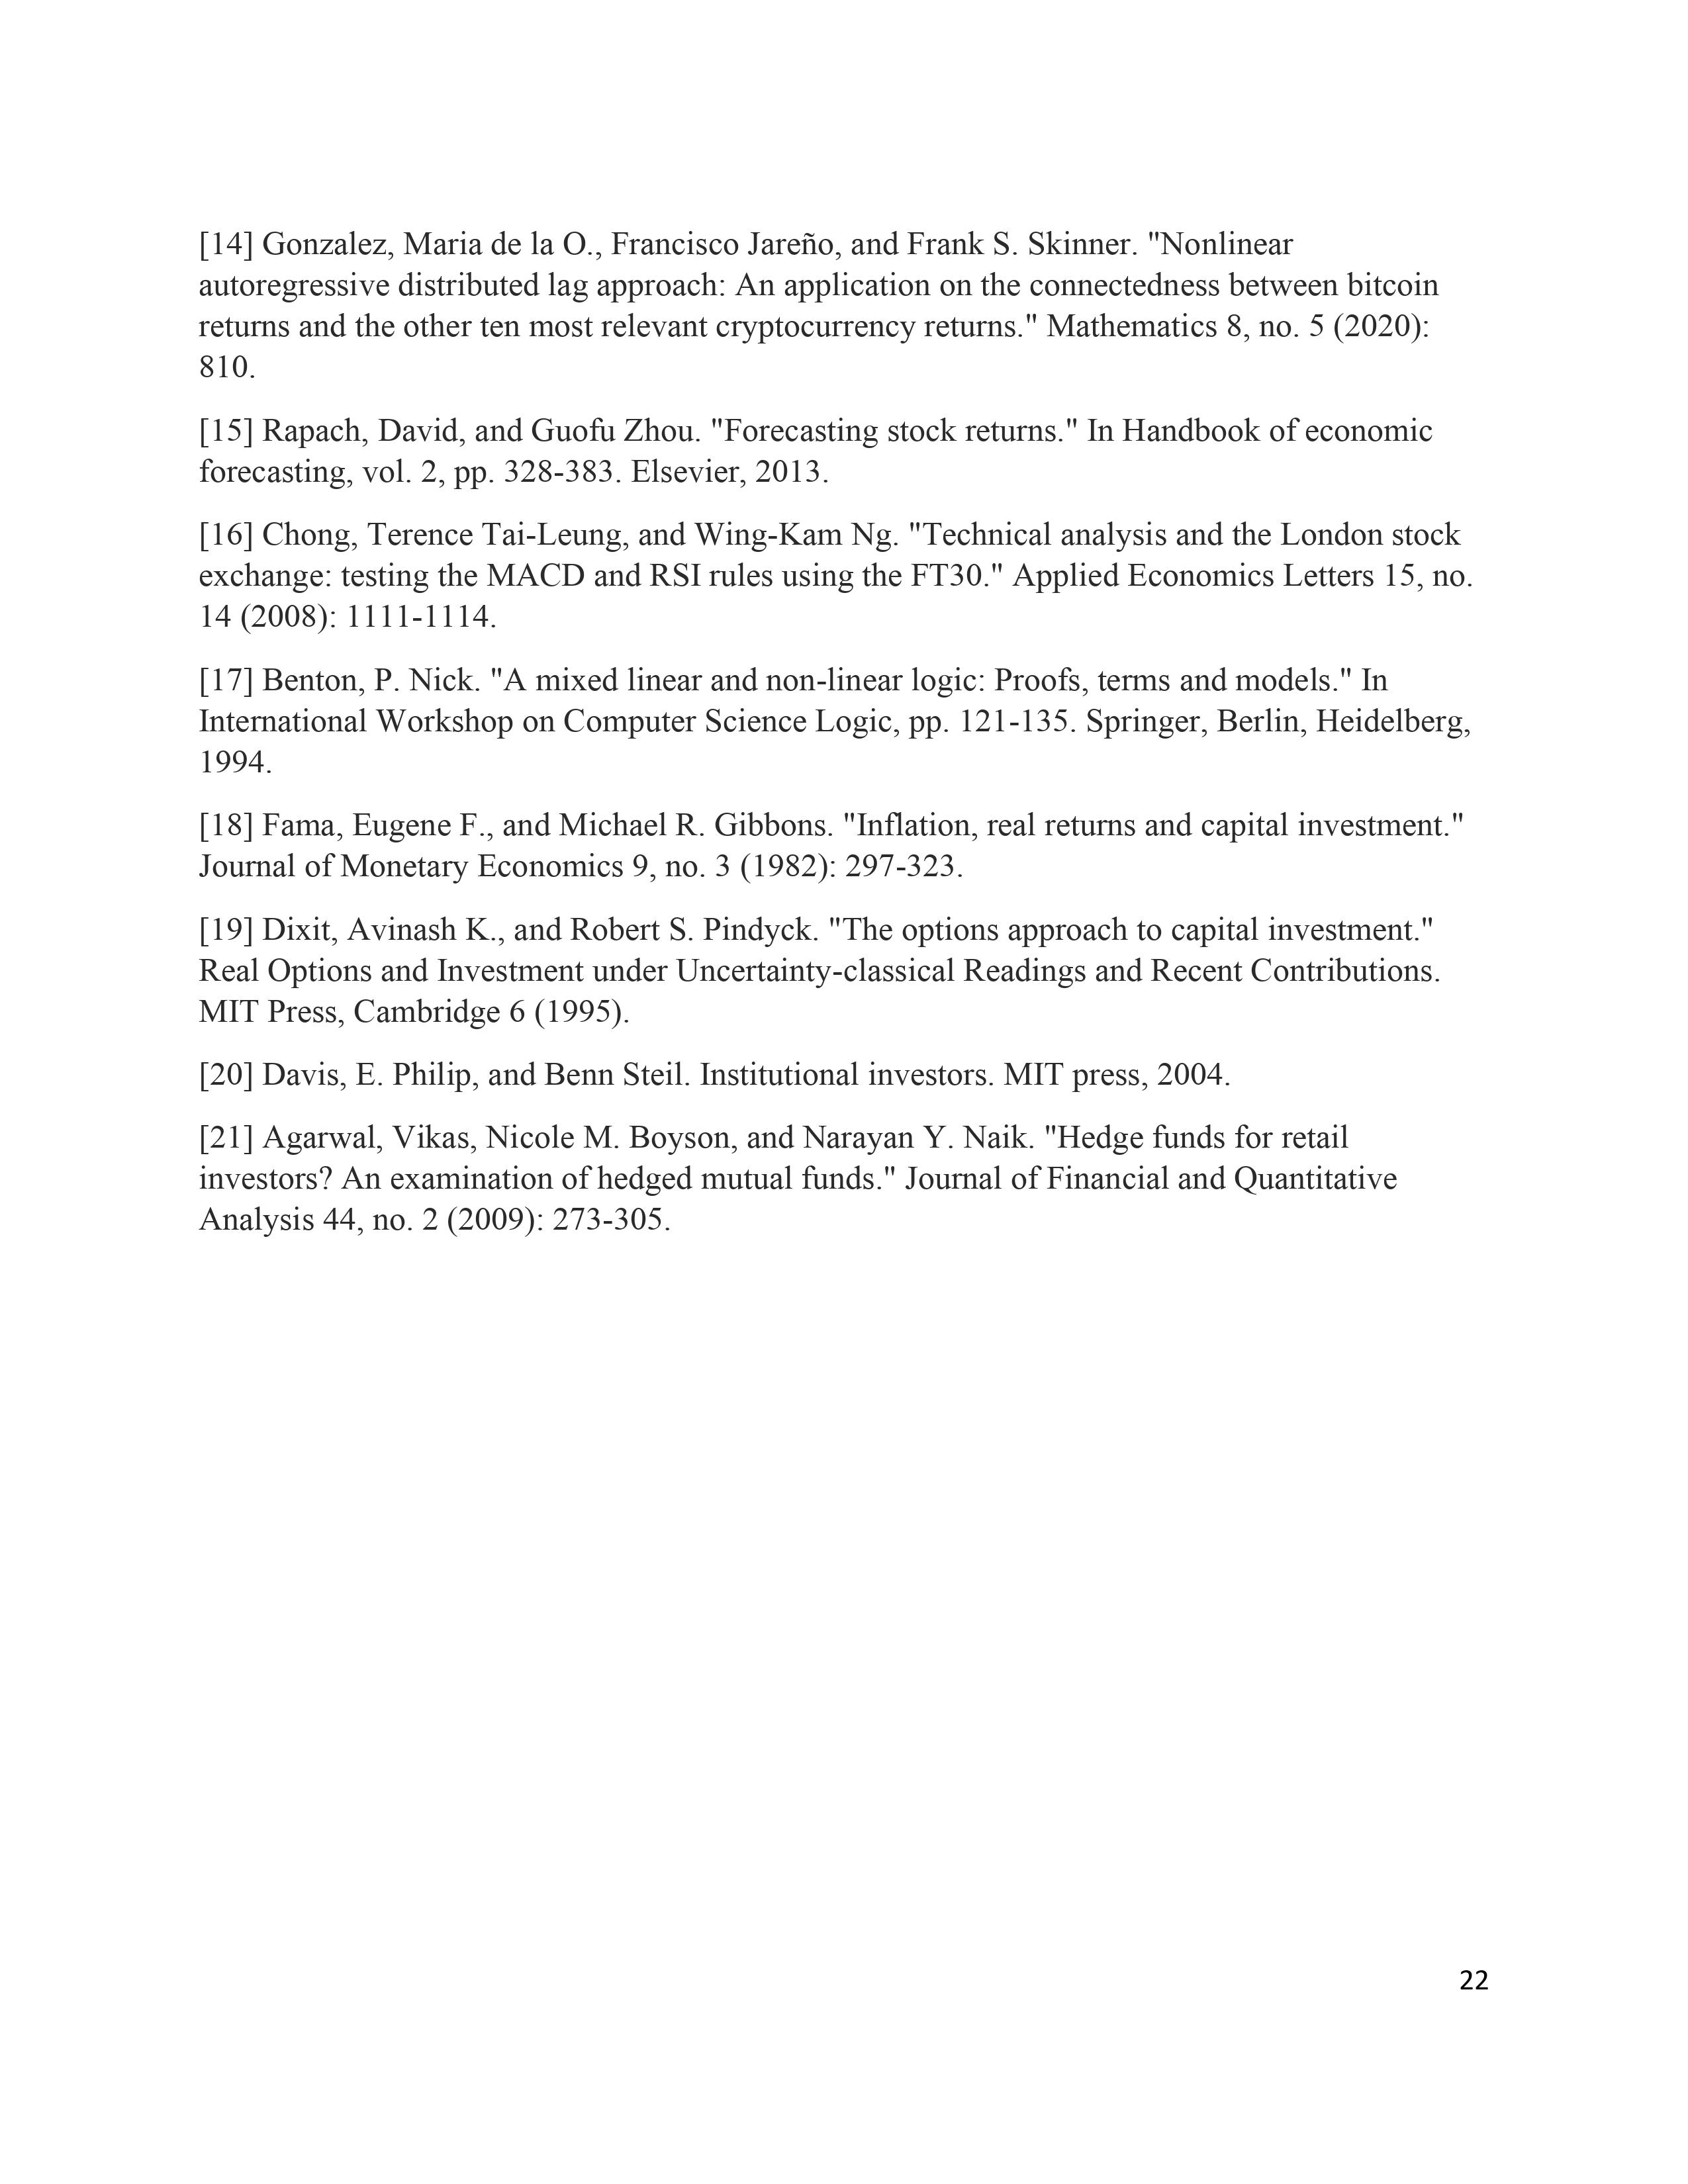 [14] Gonzalez, Maria de la O., Francisco Jareño, and Frank S. Skinner. "Nonlinear
autoregressive distributed lag approach: An application on the connectedness between bitcoin
returns and the other ten most relevant cryptocurrency returns." Mathematics 8, no. 5 (2020):
810.
[15] Rapach, David, and Guofu Zhou. "Forecasting stock returns." In Handbook of economic
forecasting, vol. 2, pp. 328-383. Elsevier, 2013.
[16] Chong, Terence Tai-Leung, and Wing-Kam Ng. "Technical analysis and the London stock
exchange: testing the MACD and RSI rules using the FT30." Applied Economics Letters 15, no.
14 (2008): 1111-1114.
[17] Benton, P. Nick. "A mixed linear and non-linear logic: Proofs, terms and models." In
International Workshop on Computer Science Logic, pp. 121-135. Springer, Berlin, Heidelberg,
1994.
[18] Fama, Eugene F., and Michael R. Gibbons. "Inflation, real returns and capital investment."
Journal of Monetary Economics 9, no. 3 (1982): 297-323.
[19] Dixit, Avinash K., and Robert S. Pindyck. "The options approach to capital investment."
Real Options and Investment under Uncertainty-classical Readings and Recent Contributions.
MIT Press, Cambridge 6 (1995).
[20] Davis, E. Philip, and Benn Steil. Institutional investors. MIT press, 2004.
[21] Agarwal, Vikas, Nicole M. Boyson, and Narayan Y. Naik. "Hedge funds for retail
investors? An examination of hedged mutual funds." Journal of Financial and Quantitative
Analysis 44, no. 2 (2009): 273-305.
22